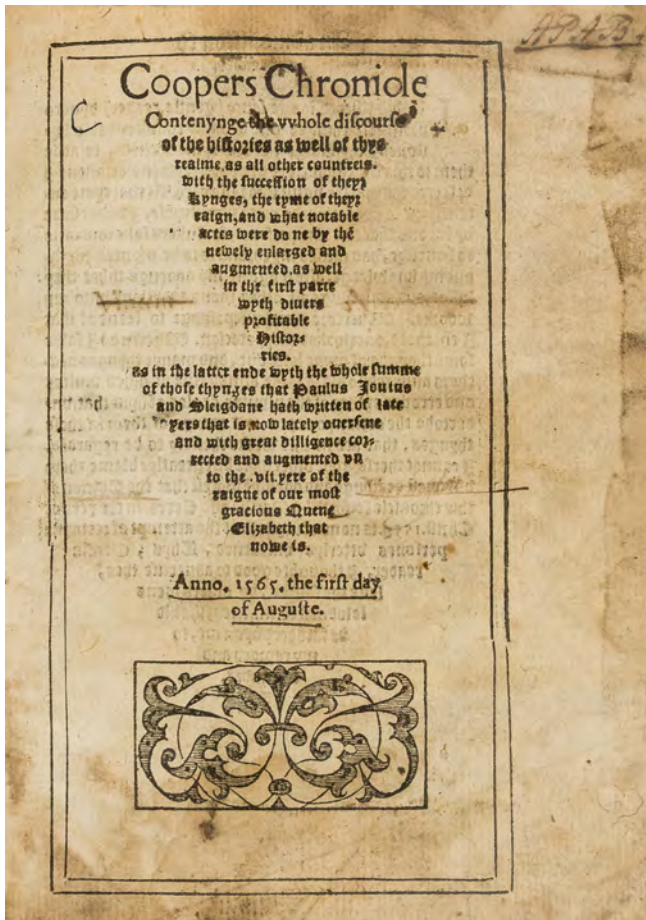 APAB.
Coopers Chronicle
C
Contenynge the vvhole diſcourſe
of the hiſtories as well of thys
realme, as all other countreis.
with the ſucceſſion of theyr
kynges, the tyme of theyr
raign, and what notable
actes were done by thē
newely enlarged and
augmented, as well
in the firſt parte
wyth divers
profitable
Hiſtor-
ries.
as in the latter ende wyth the whole ſumme
of thoſe thynges that Paulus Jouius
and Sleigdane hath written of late
yers that is now lately ouerſene
and with great dilligence cor-
rected and augmented vn
to the .vii. yere of the
raigne of our moſt
gracious Quene
Elizabeth that
nowe is.
Anno. 1565. the firſt day
of Auguſte.